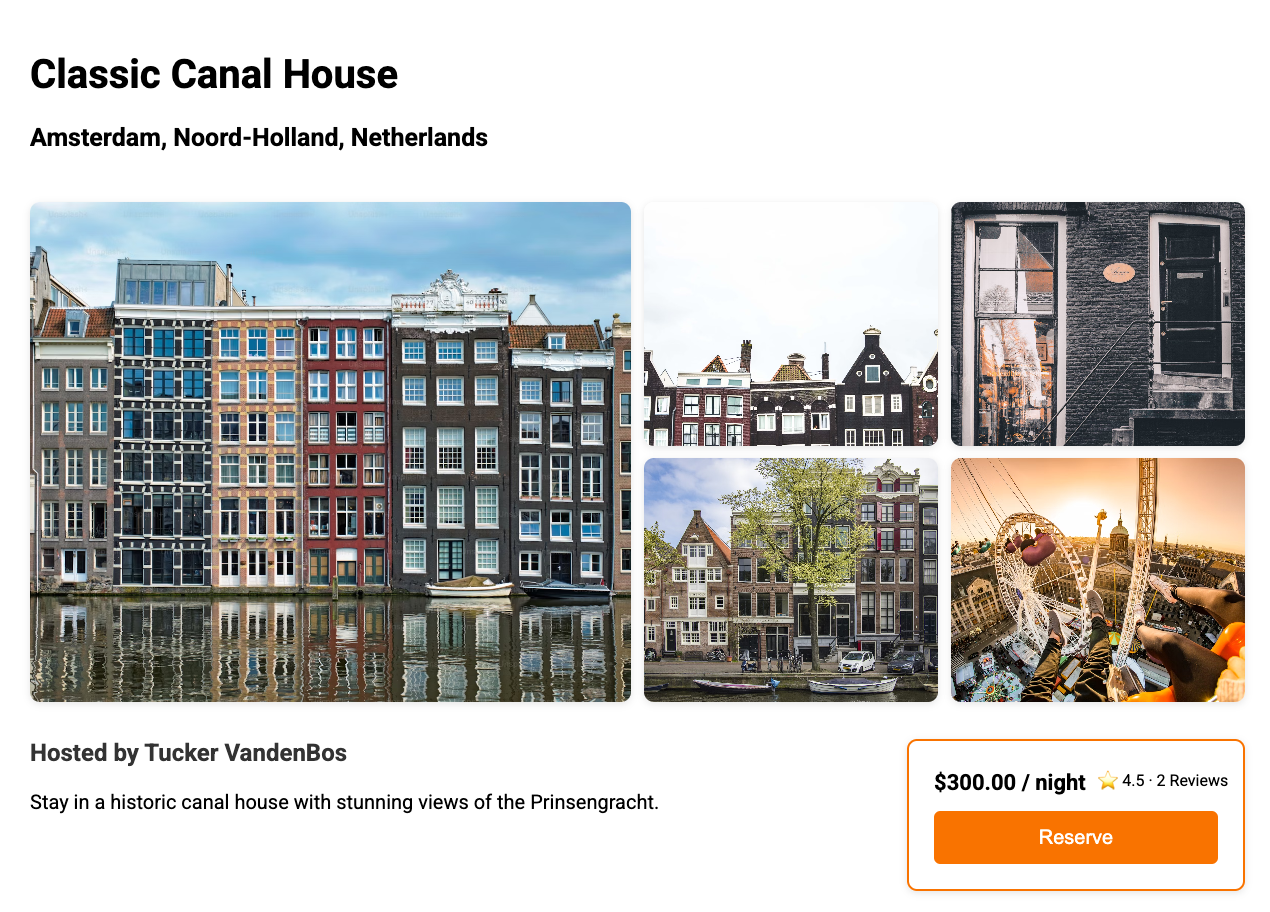 Classic Canal House
Amsterdam, Noord-Holland, Netherlands
Hosted by Tucker VandenBos
Stay in a historic canal house with stunning views of the Prinsengracht.
$300.00 / night ⭐ 4.5 · 2 Reviews
Reserve